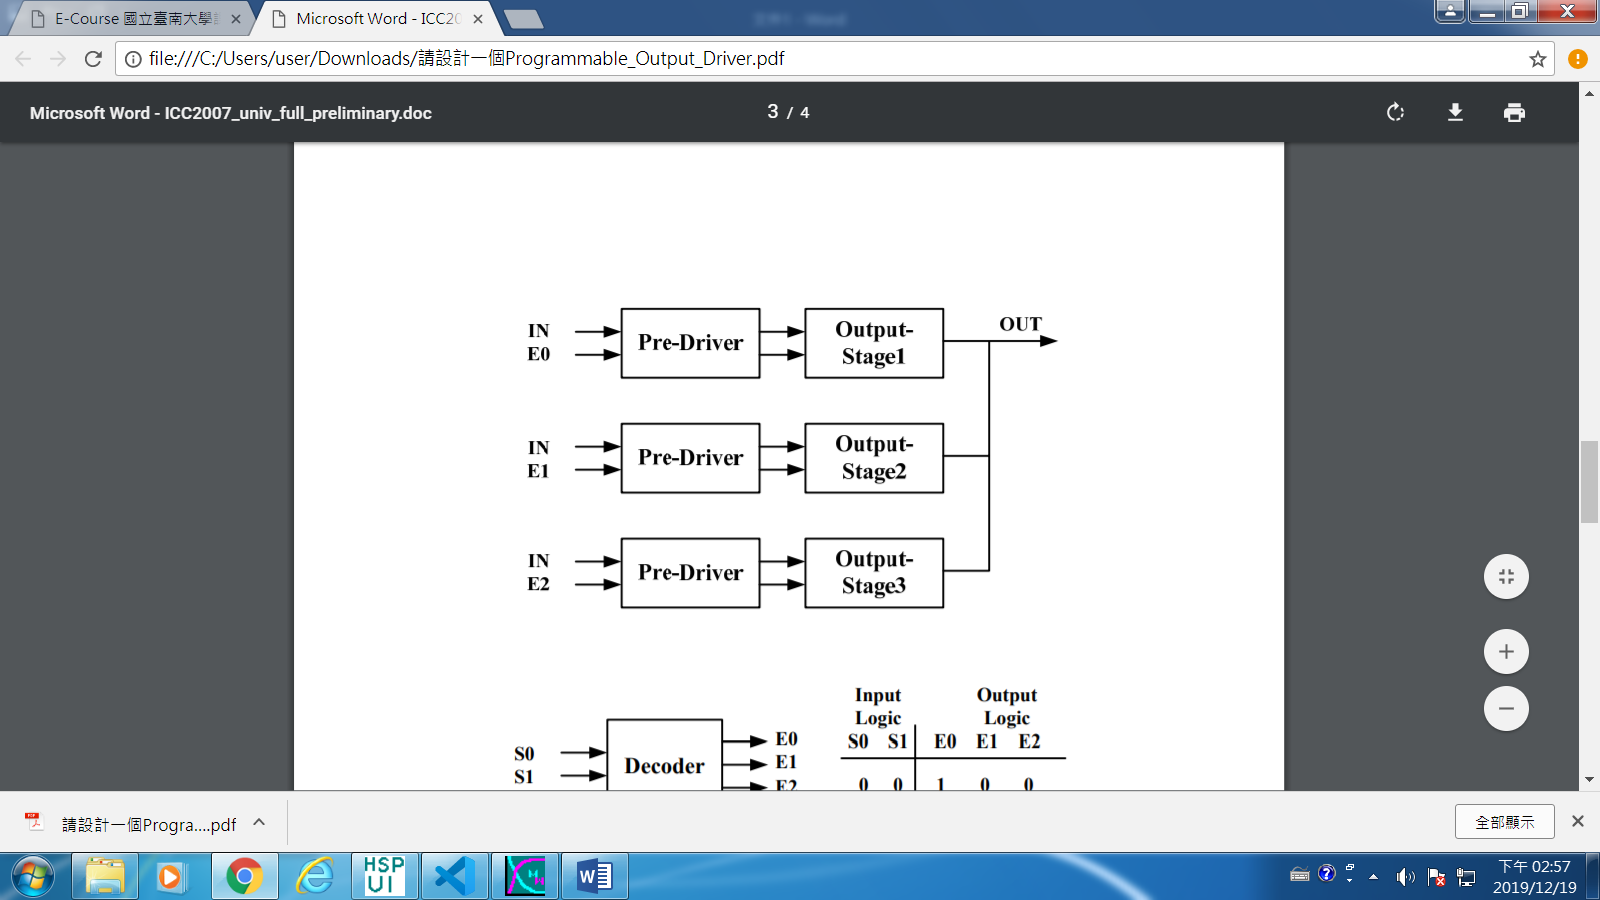 E-Course 國立臺南大學
Microsoft Word - ICC20
file:///C:/Users/user/Downloads/請設計一個Programmable_Output_Driver.pdf
Microsoft Word - ICC2007_univ_full_preliminary.doc
3 / 4
IN
E0
Pre-Driver
Output-
Stage1
OUT
IN
E1
Pre-Driver
Output-
Stage2
IN
E2
Pre-Driver
Output-
Stage3
S0
S1
Decoder
E0
E1
E2
Input Output
Logic Logic
S0 S1 E0 E1 E2
0 0 1 0 0
請設計一個Progra....pdf
全部顯示
HSP
UI
下午 02:57
2019/12/19